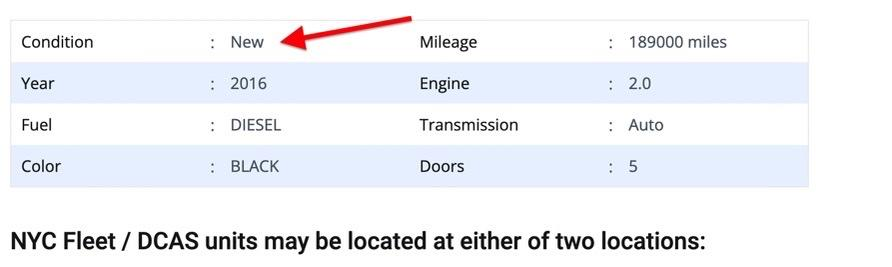 Condition : New Mileage : 189000 miles
Year : 2016 Engine : 2.0
Fuel : DIESEL Transmission : Auto
Color : BLACK Doors : 5
NYC Fleet / DCAS units may be located at either of two locations: